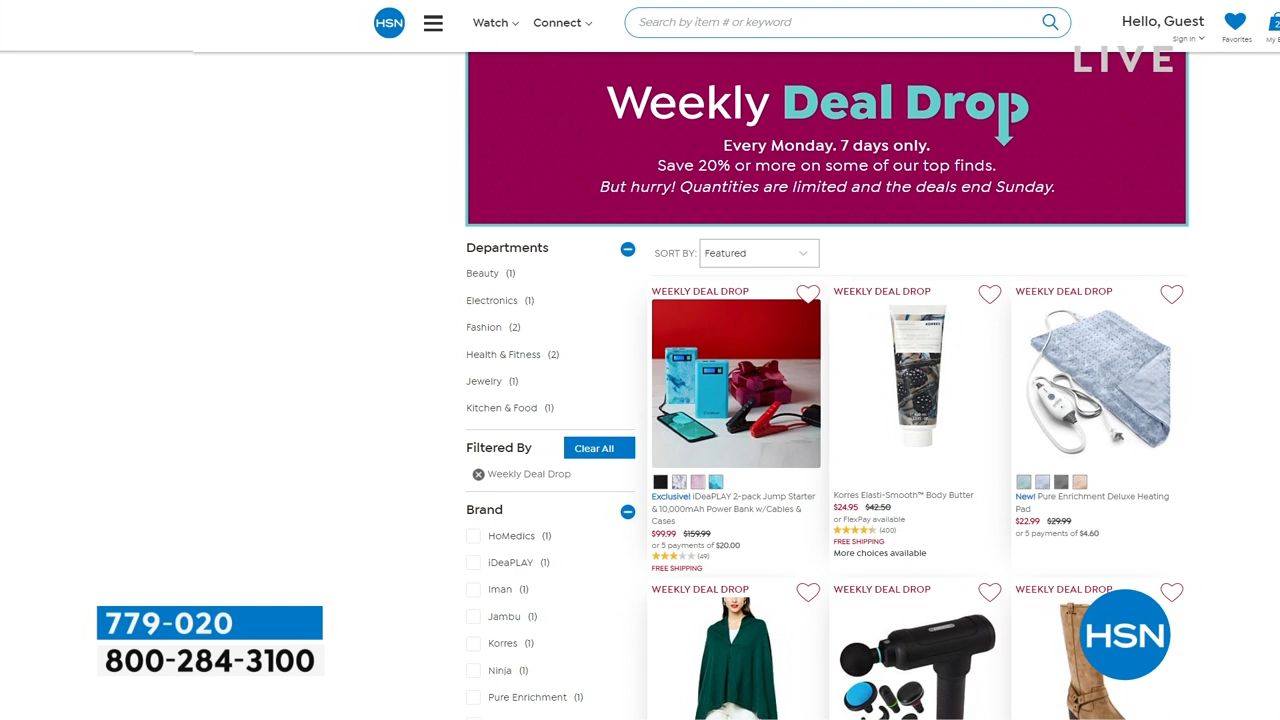 HSN
Watch
Connect
Search by item # or keyword
Hello, Guest
Sign In
Favorites
2
LIVE
Weekly Deal Drop
Every Monday. 7 days only.
Save 20% or more on some of our top finds.
But hurry! Quantities are limited and the deals end Sunday.
Departments
Beauty (1)
Electronics (1)
Fashion (2)
Health & Fitness (2)
Jewelry (1)
Kitchen & Food (1)
Filtered By
Clear All
Weekly Deal Drop
Brand
HoMedics (1)
iDeaPLAY (1)
Iman (1)
Jambu (1)
Korres (1)
Ninja (1)
Pure Enrichment (1)
SORT BY: Featured
WEEKLY DEAL DROP
Exclusive! iDeaPLAY 2-pack Jump Starter
& 10,000mAh Power Bank w/Cables &
Cases
$99.99 $159.99
or 5 payments of $20.00
(49)
FREE SHIPPING
WEEKLY DEAL DROP
KORRES
Korres Elasti-Smooth™ Body Butter
$24.95 $42.50
or FlexPay available
(400)
FREE SHIPPING
More choices available
WEEKLY DEAL DROP
New! Pure Enrichment Deluxe Heating
Pad
$22.99 $29.99
or 5 payments of $4.60
WEEKLY DEAL DROP
WEEKLY DEAL DROP
WEEKLY DEAL DROP
779-020
800-284-3100
HSN